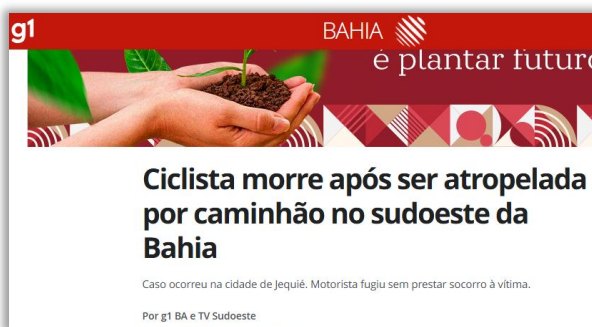 g1
BAHIA
é plantar futuro
Ciclista morre após ser atropelada
por caminhão no sudoeste da
Bahia
Caso ocorreu na cidade de Jequié. Motorista fugiu sem prestar socorro à vítima.
Por g1 BA e TV Sudoeste